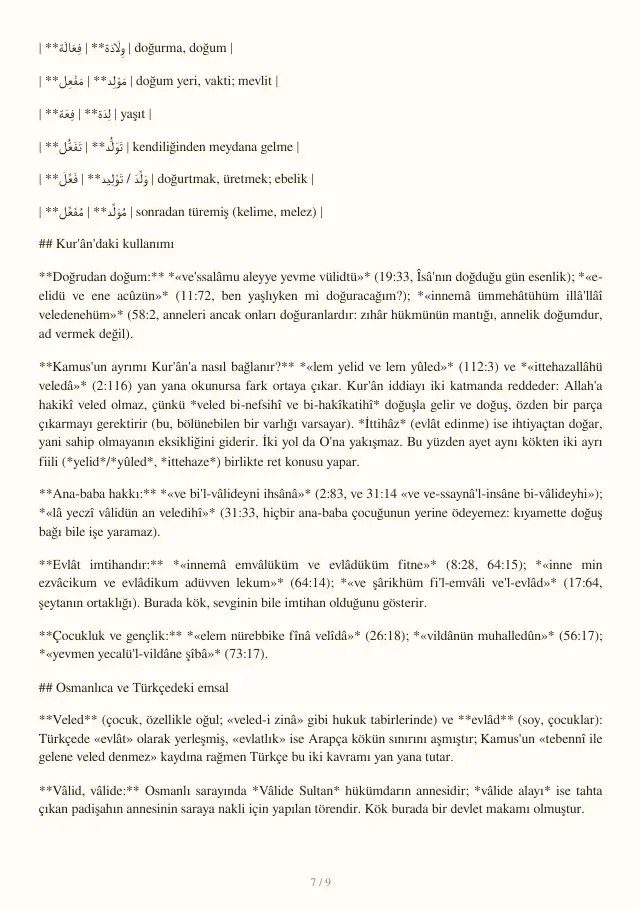 | **وِلَادَة** | فِعَالَة | doğurma, doğum |
| **مَوْلِد** | مَفْعِل | doğum yeri, vakti; mevlit |
| **لِدَة** | فِعَة | yaşıt |
| **تَوَلُّد** | تَفَعُّل | kendiliğinden meydana gelme |
| **وَلَّدَ / تَوْلِيد** | فَعَّلَ | doğurtmak, üretmek; ebelik |
| **مُوَلَّد** | مُفَعَّل | sonradan türemiş (kelime, melez) |
## Kur'ân'daki kullanımı
**Doğrudan doğum:** *«ve'ssalâmu aleyye yevme vülidtü»* (19:33, Îsâ'nın doğduğu gün esenlik); *«e-
elidü ve ene acûzün»* (11:72, ben yaşlıyken mi doğuracağım?); *«innemâ ümmehâtühüm illâ'llâî
veledenehüm»* (58:2, anneleri ancak onları doğuranlardır: zıhâr hükmünün mantığı, annelik doğumdur,
ad vermek değil).
**Kamus'un ayrımı Kur'ân'a nasıl bağlanır?** *«lem yelid ve lem yûled»* (112:3) ve *«ittehazallâhü
veledâ»* (2:116) yan yana okunursa fark ortaya çıkar. Kur'ân iddiayı iki katmanda reddeder: Allah'a
hakikî veled olmaz, çünkü *veled bi-nefsihî ve bi-hakîkatihî* doğuşla gelir ve doğuş, özden bir parça
çıkarmayı gerektirir (bu, bölünebilen bir varlığı varsayar). *İttihâz* (evlât edinme) ise ihtiyaçtan doğar,
yani sahip olmayanın eksikliğini giderir. İki yol da O'na yakışmaz. Bu yüzden ayet aynı kökten iki ayrı
fiili (*yelid*/*yûled*, *ittehaze*) birlikte ret konusu yapar.
**Ana-baba hakkı:** *«ve bi'l-vâlideyni ihsânâ»* (2:83, ve 31:14 «ve ve-ssaynâ'l-insâne bi-vâlideyhi»);
*«lâ yeczî vâlidün an veledihî»* (31:33, hiçbir ana-baba çocuğunun yerine ödeyemez: kıyamette doğuş
bağı bile işe yaramaz).
**Evlât imtihandır:** *«innemâ emvâlüküm ve evlâdüküm fitne»* (8:28, 64:15); *«inne min
ezvâcikum ve evlâdikum adüvven lekum»* (64:14); *«ve şârikhüm fi'l-emvâli ve'l-evlâd»* (17:64,
şeytanın ortaklığı). Burada kök, sevginin bile imtihan olduğunu gösterir.
**Çocukluk ve gençlik:** *«elem nürebbike fînâ velîdâ»* (26:18); *«vildânün muhalledûn»* (56:17);
*«yevmen yecalü'l-vildâne şîbâ»* (73:17).
## Osmanlıca ve Türkçedeki emsal
**Veled** (çocuk, özellikle oğul; «veled-i zinâ» gibi hukuk tabirlerinde) ve **evlâd** (soy, çocuklar):
Türkçede «evlât» olarak yerleşmiş, «evlatlık» ise Arapça kökün sınırını aşmıştır; Kamus'un «tebennî ile
gelene veled denmez» kaydına rağmen Türkçe bu iki kavramı yan yana tutar.
**Vâlid, vâlide:** Osmanlı sarayında *Vâlide Sultan* hükümdarın annesidir; *vâlide alayı* ise tahta
çıkan padişahın annesinin saraya nakli için yapılan törendir. Kök burada bir devlet makamı olmuştur.
7 / 9